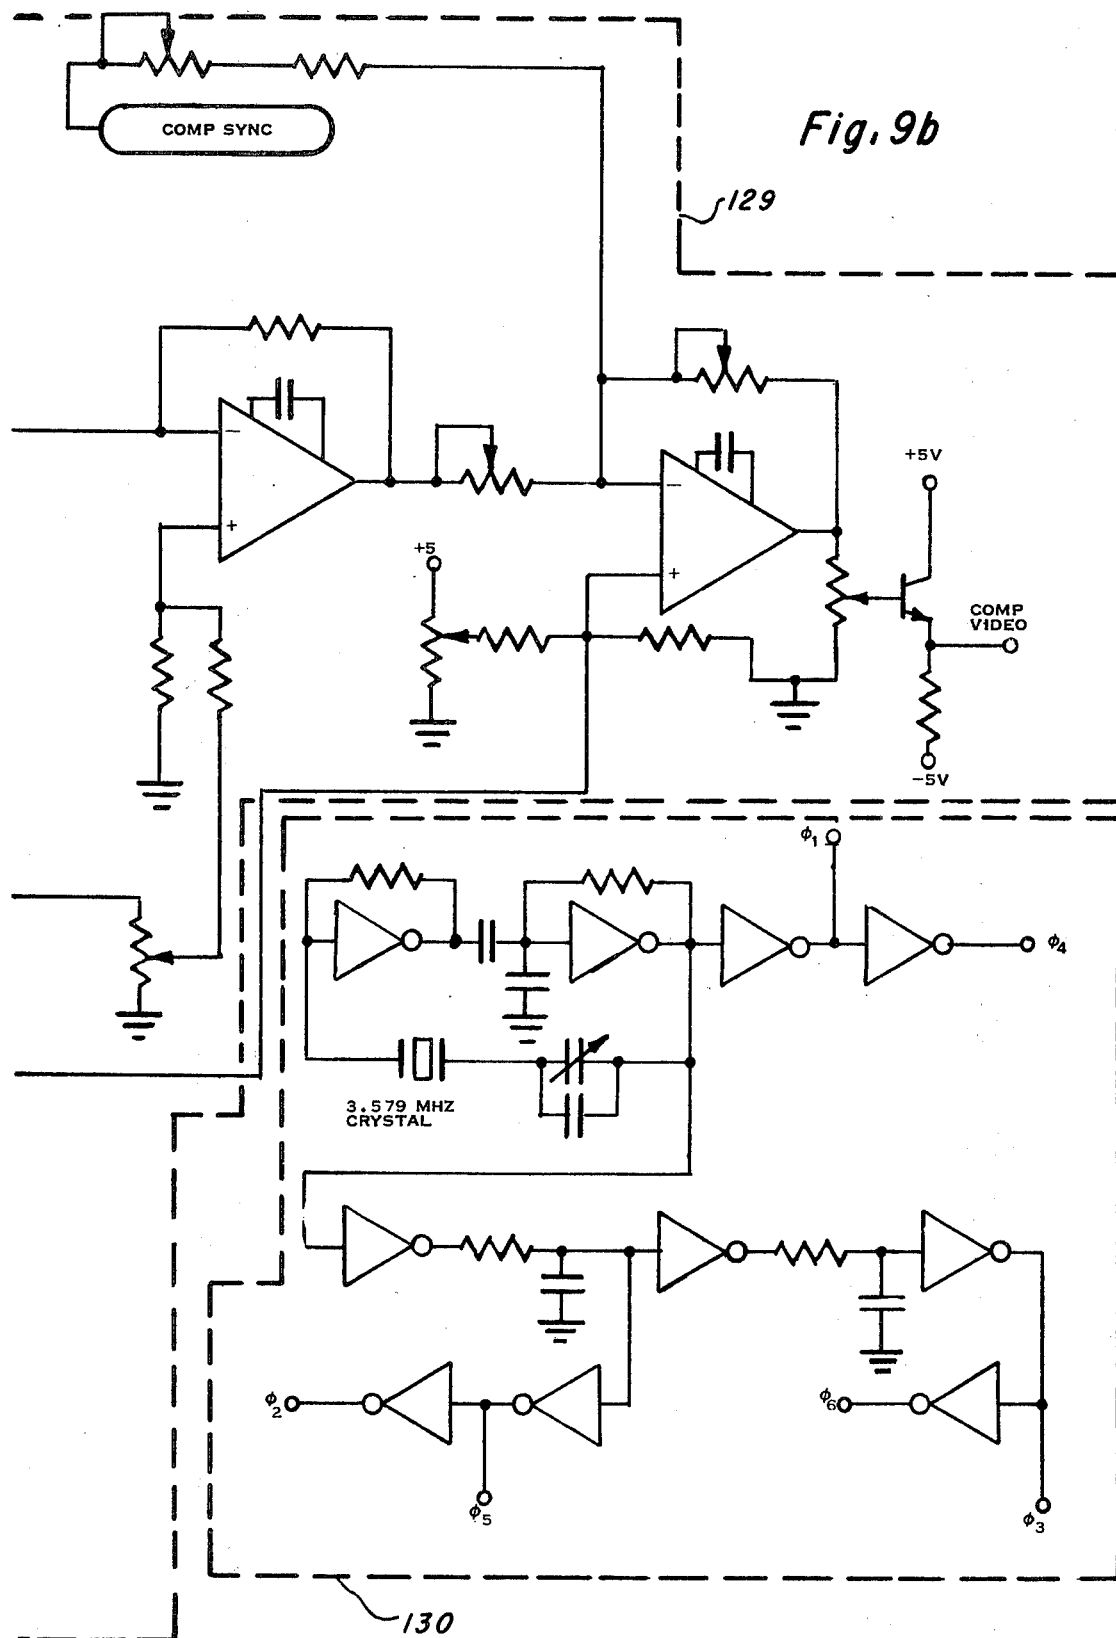 COMP SYNC
Fig. 9b
129
+5V
−
+
−
+
+5
COMP
VIDEO
−5V
ϕ1
ϕ4
3.579 MHZ
CRYSTAL
ϕ2
ϕ6
ϕ5
ϕ3
130